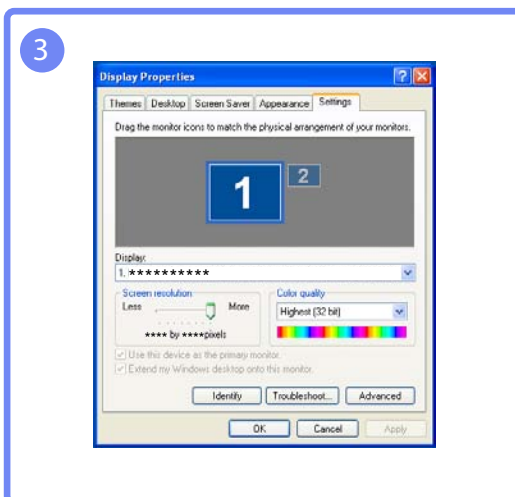 3
Display Properties
Themes Desktop Screen Saver Appearance Settings
Drag the monitor icons to match the physical arrangement of your monitors.
1 2
Display:
1. **********
Screen resolution
Color quality
Less More
Highest (32 bit)
**** by ****pixels
Use this device as the primary monitor.
Extend my Windows desktop onto this monitor.
Identify Troubleshoot... Advanced
OK Cancel Apply